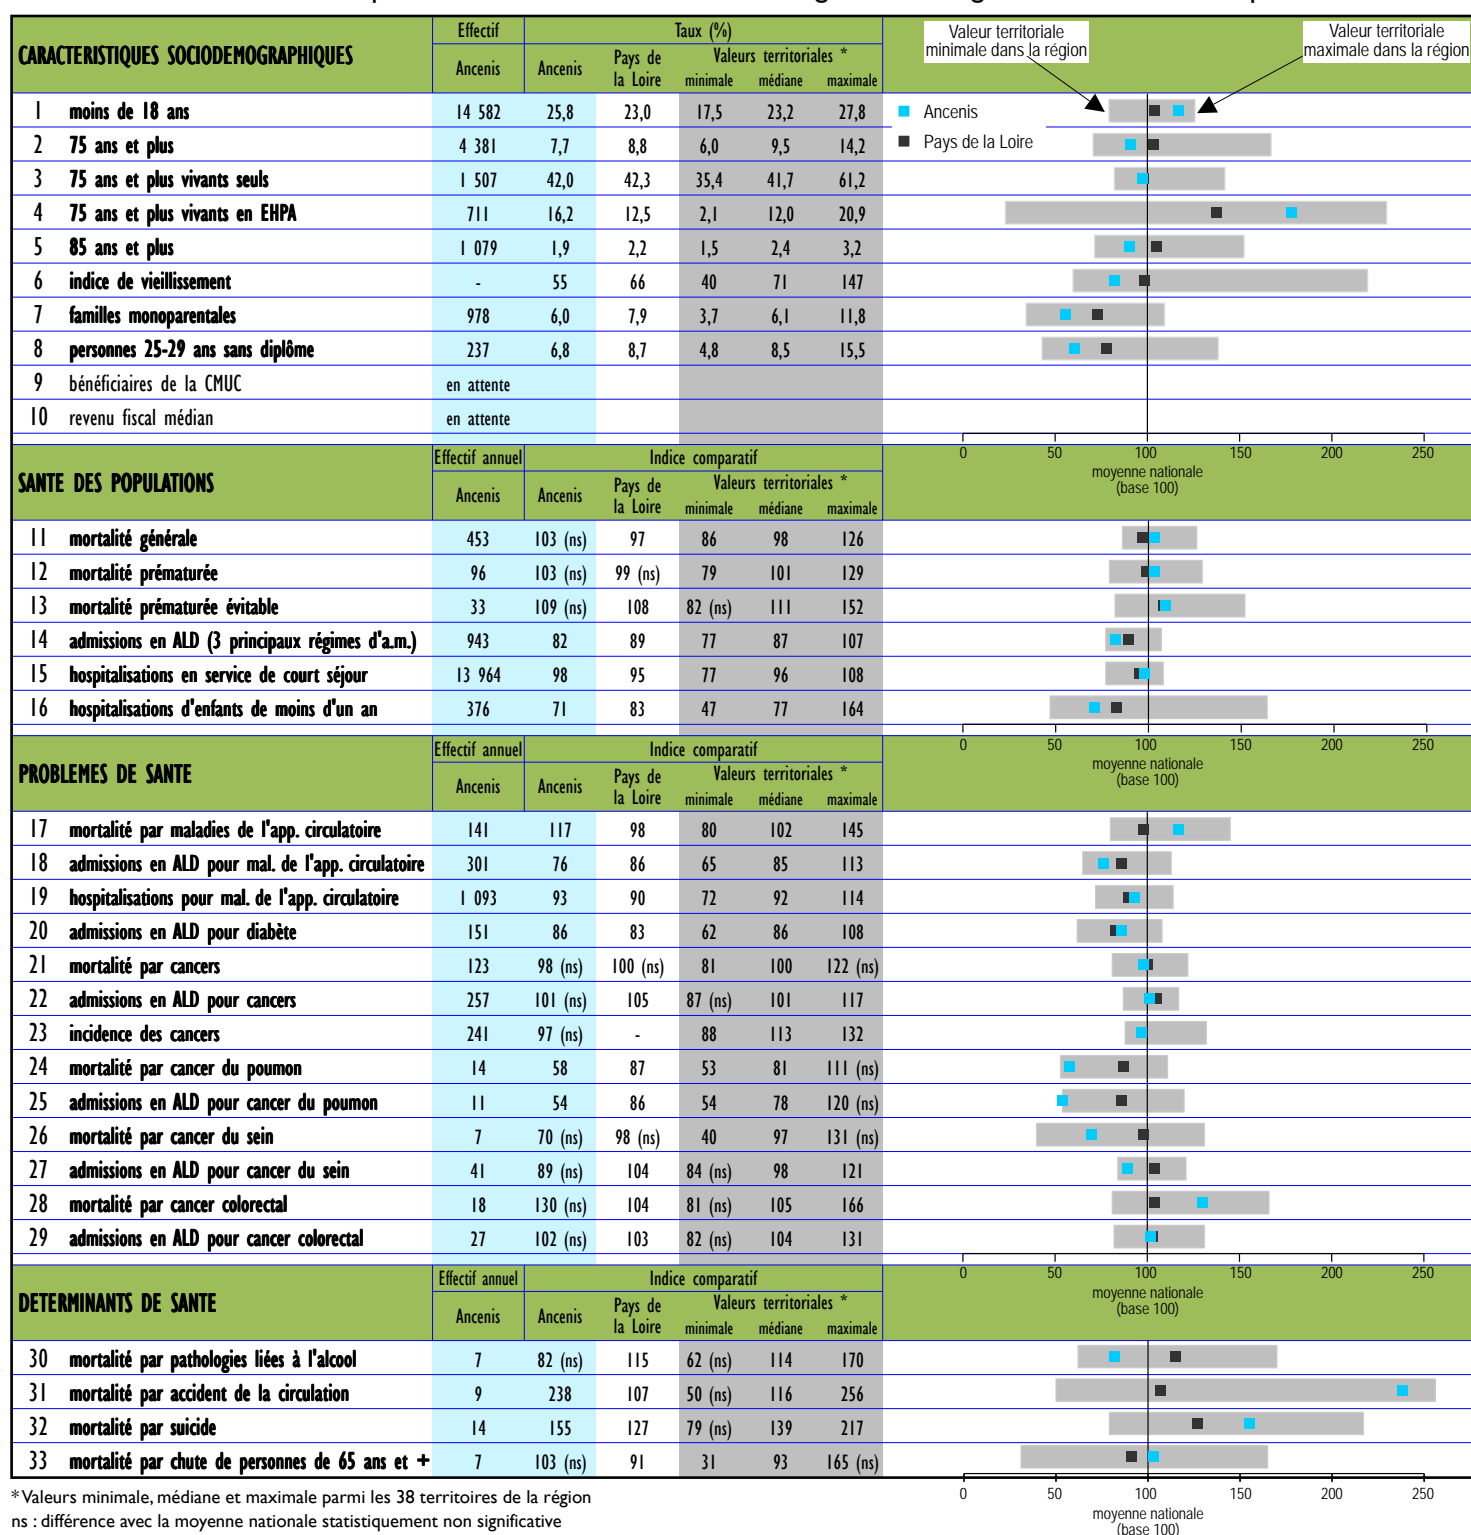 CARACTERISTIQUES SOCIODEMOGRAPHIQUES
Effectif Taux (%)
Ancenis Ancenis Pays de la Loire Valeurs territoriales *
minimale médiane maximale
Valeur territoriale minimale dans la région
Valeur territoriale maximale dans la région
Ancenis
Pays de la Loire
1 moins de 18 ans 14 582 25,8 23,0 17,5 23,2 27,8
2 75 ans et plus 4 381 7,7 8,8 6,0 9,5 14,2
3 75 ans et plus vivants seuls 1 507 42,0 42,3 35,4 41,7 61,2
4 75 ans et plus vivants en EHPA 711 16,2 12,5 2,1 12,0 20,9
5 85 ans et plus 1 079 1,9 2,2 1,5 2,4 3,2
6 indice de vieillissement - 55 66 40 71 147
7 familles monoparentales 978 6,0 7,9 3,7 6,1 11,8
8 personnes 25-29 ans sans diplôme 237 6,8 8,7 4,8 8,5 15,5
9 bénéficiaires de la CMUC en attente
10 revenu fiscal médian en attente
0 50 100 150 200 250
moyenne nationale
(base 100)
SANTE DES POPULATIONS
Effectif annuel Indice comparatif
Ancenis Ancenis Pays de la Loire Valeurs territoriales *
minimale médiane maximale
11 mortalité générale 453 103 (ns) 97 86 98 126
12 mortalité prématurée 96 103 (ns) 99 (ns) 79 101 129
13 mortalité prématurée évitable 33 109 (ns) 108 82 (ns) 111 152
14 admissions en ALD (3 principaux régimes d'a.m.) 943 82 89 77 87 107
15 hospitalisations en service de court séjour 13 964 98 95 77 96 108
16 hospitalisations d'enfants de moins d'un an 376 71 83 47 77 164
0 50 100 150 200 250
moyenne nationale
(base 100)
PROBLEMES DE SANTE
Effectif annuel Indice comparatif
Ancenis Ancenis Pays de la Loire Valeurs territoriales *
minimale médiane maximale
17 mortalité par maladies de l'app. circulatoire 141 117 98 80 102 145
18 admissions en ALD pour mal. de l'app. circulatoire 301 76 86 65 85 113
19 hospitalisations pour mal. de l'app. circulatoire 1 093 93 90 72 92 114
20 admissions en ALD pour diabète 151 86 83 62 86 108
21 mortalité par cancers 123 98 (ns) 100 (ns) 81 100 122 (ns)
22 admissions en ALD pour cancers 257 101 (ns) 105 87 (ns) 101 117
23 incidence des cancers 241 97 (ns) - 88 113 132
24 mortalité par cancer du poumon 14 58 87 53 81 111 (ns)
25 admissions en ALD pour cancer du poumon 11 54 86 54 78 120 (ns)
26 mortalité par cancer du sein 7 70 (ns) 98 (ns) 40 97 131 (ns)
27 admissions en ALD pour cancer du sein 41 89 (ns) 104 84 (ns) 98 121
28 mortalité par cancer colorectal 18 130 (ns) 104 81 (ns) 105 166
29 admissions en ALD pour cancer colorectal 27 102 (ns) 103 82 (ns) 104 131
0 50 100 150 200 250
moyenne nationale
(base 100)
DETERMINANTS DE SANTE
Effectif annuel Indice comparatif
Ancenis Ancenis Pays de la Loire Valeurs territoriales *
minimale médiane maximale
30 mortalité par pathologies liées à l'alcool 7 82 (ns) 115 62 (ns) 114 170
31 mortalité par accident de la circulation 9 238 107 50 (ns) 116 256
32 mortalité par suicide 14 155 127 79 (ns) 139 217
33 mortalité par chute de personnes de 65 ans et + 7 103 (ns) 91 31 93 165 (ns)
0 50 100 150 200 250
moyenne nationale
(base 100)
* Valeurs minimale, médiane et maximale parmi les 38 territoires de la région
ns : différence avec la moyenne nationale statistiquement non significative